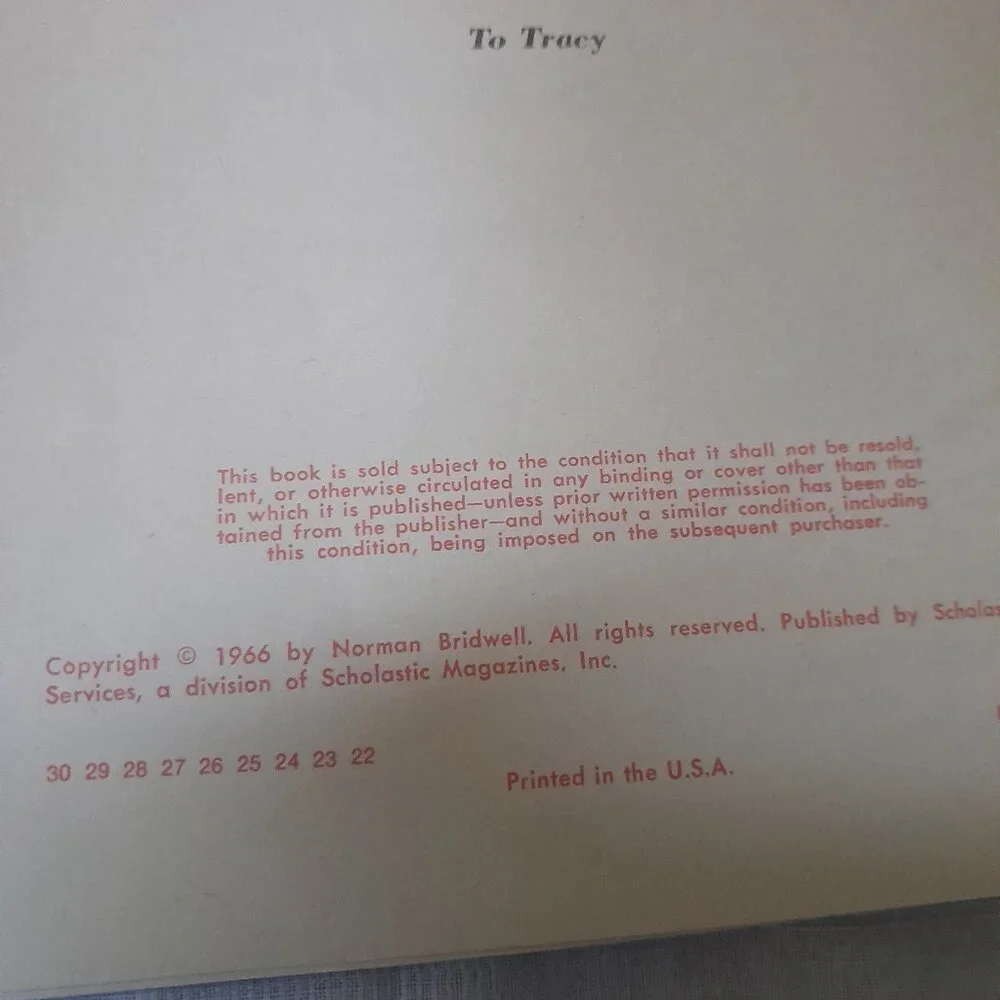 To Tracy
This book is sold subject to the condition that it shall not be resold,
lent, or otherwise circulated in any binding or cover other than that
in which it is published—unless prior written permission has been ob-
tained from the publisher—and without a similar condition, including
this condition, being imposed on the subsequent purchaser.
Copyright © 1966 by Norman Bridwell. All rights reserved. Published by Scholas
Services, a division of Scholastic Magazines, Inc.
30 29 28 27 26 25 24 23 22
Printed in the U.S.A.